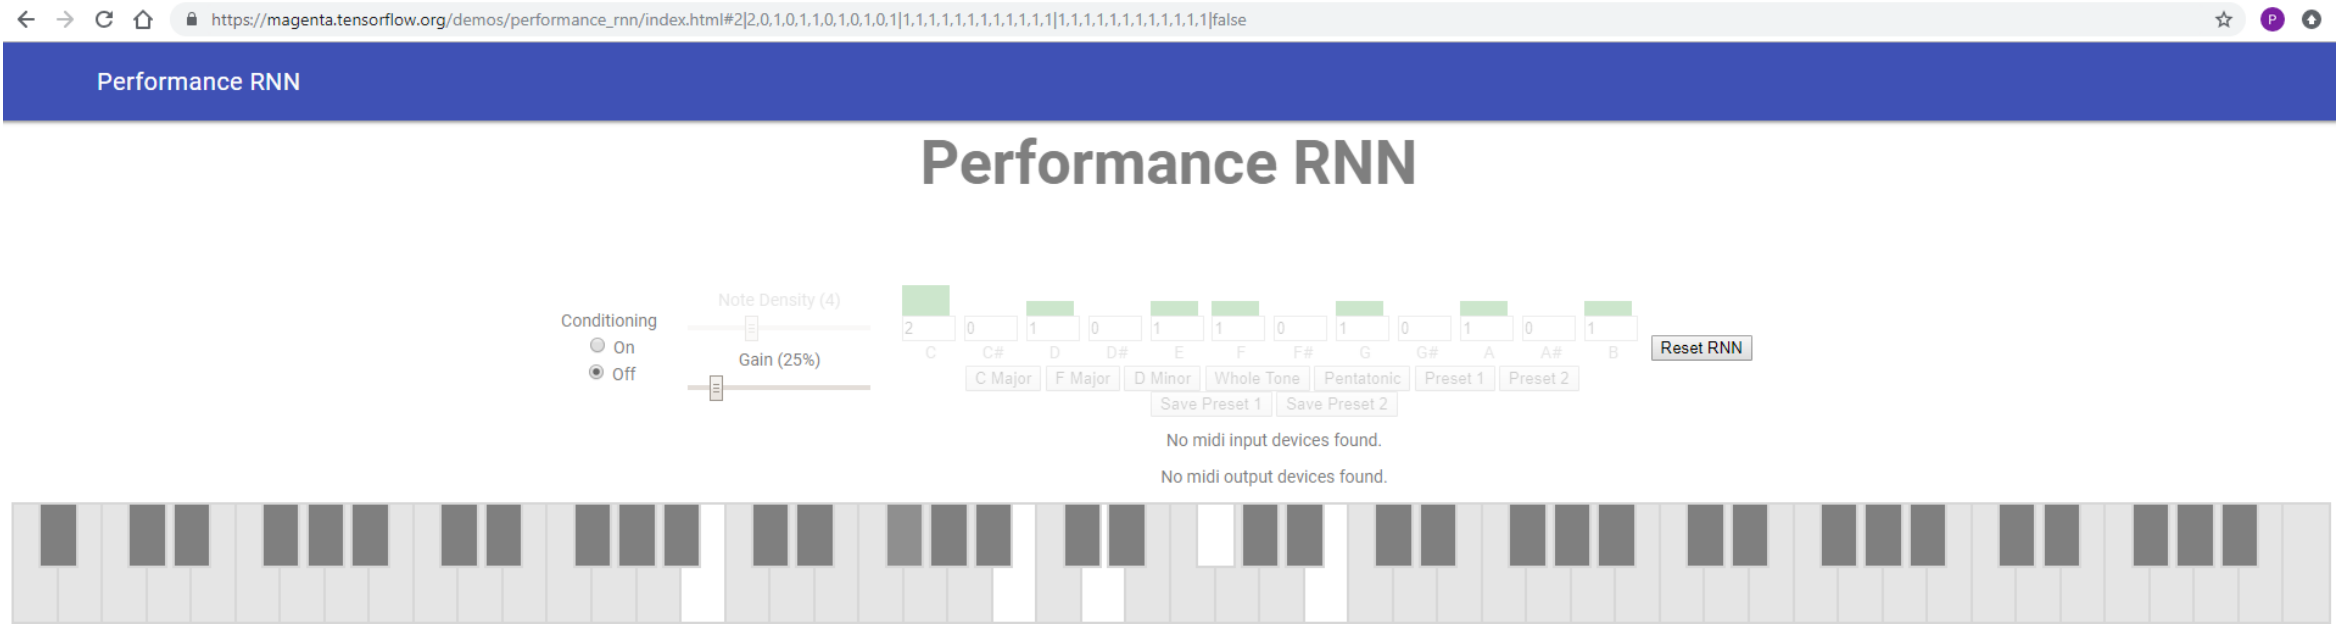 https://magenta.tensorflow.org/demos/performance_rnn/index.html#2|2,0,1,0,1,1,0,1,0,1,0,1|1,1,1,1,1,1,1,1,1,1,1,1|1,1,1,1,1,1,1,1,1,1,1,1|false
P
Performance RNN
Performance RNN
Conditioning
On
Off
Note Density (4)
Gain (25%)
2 0 1 0 1 1 0 1 0 1 0 1
C C# D D# E F F# G G# A A# B
Reset RNN
C Major F Major D Minor Whole Tone Pentatonic Preset 1 Preset 2
Save Preset 1 Save Preset 2
No midi input devices found.
No midi output devices found.